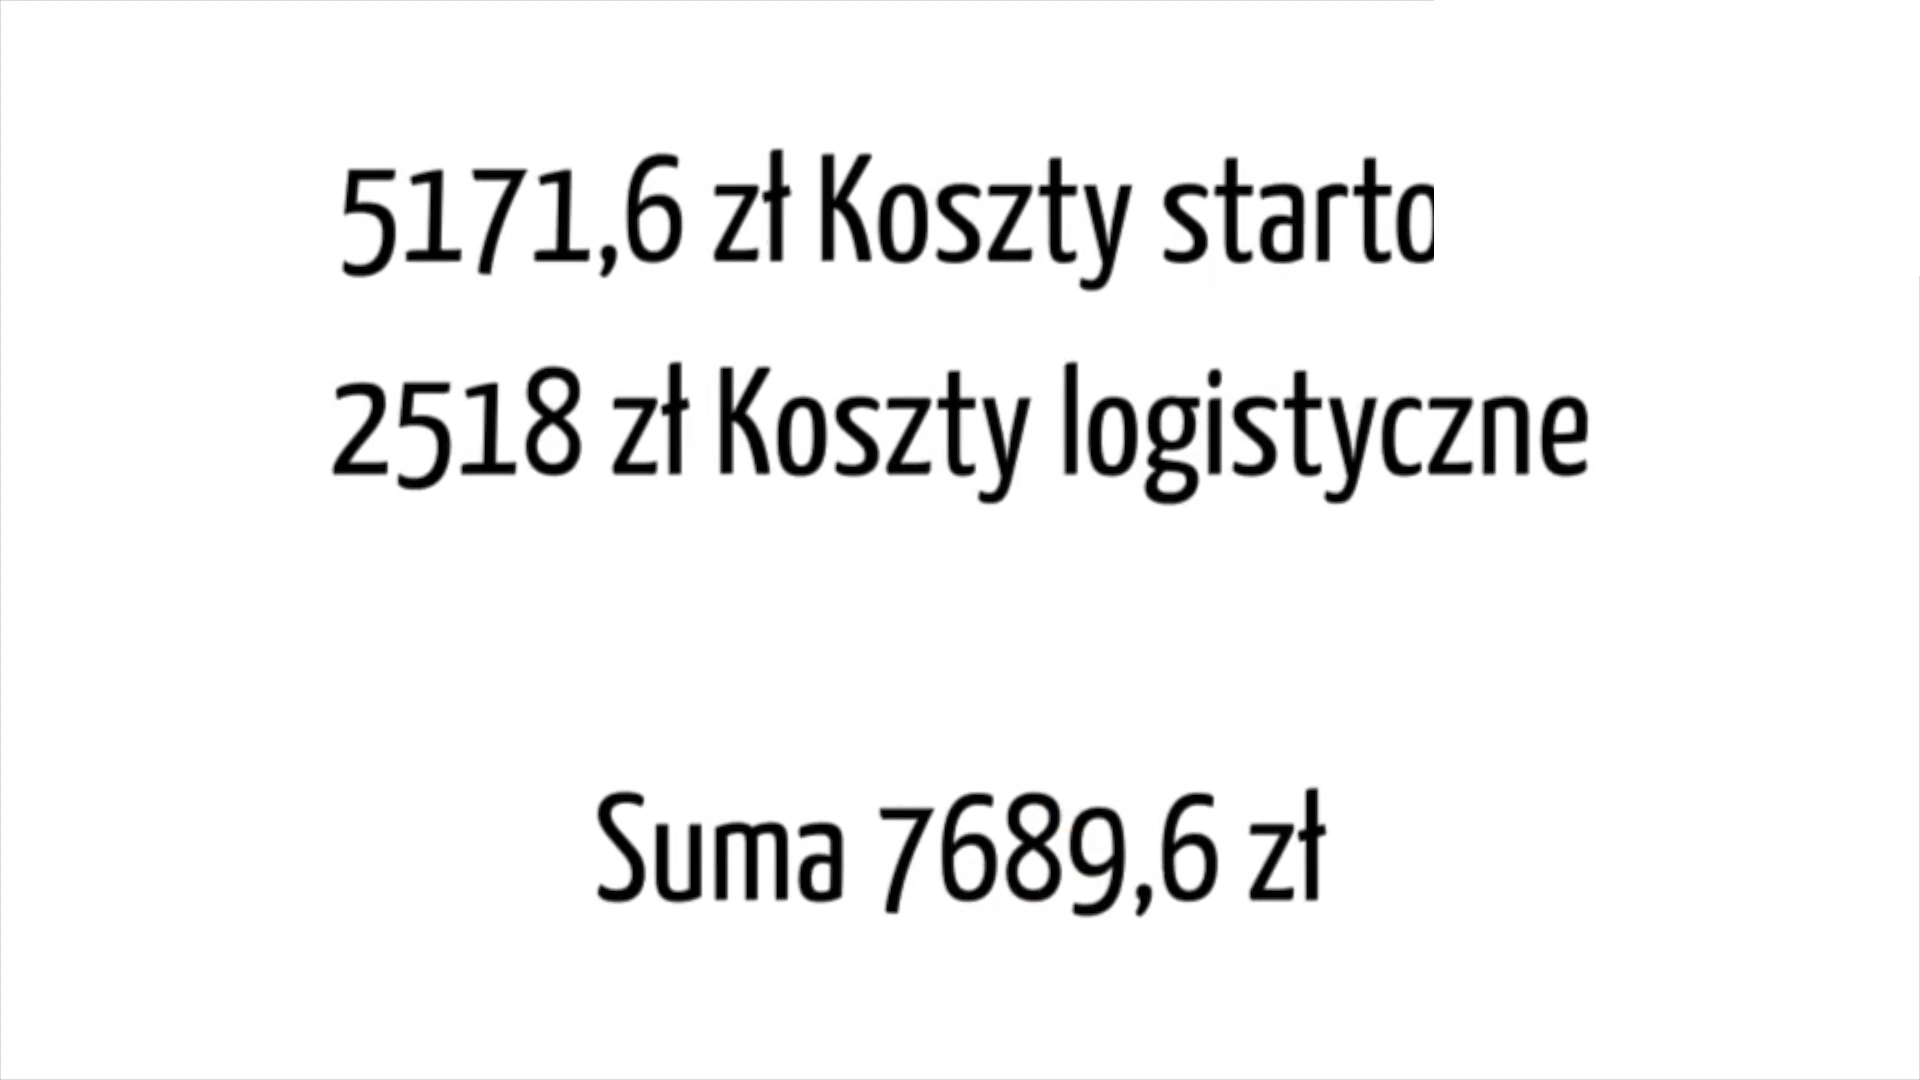 5171,6 zł Koszty starto
2518 zł Koszty logistyczne
Suma 7689,6 zł